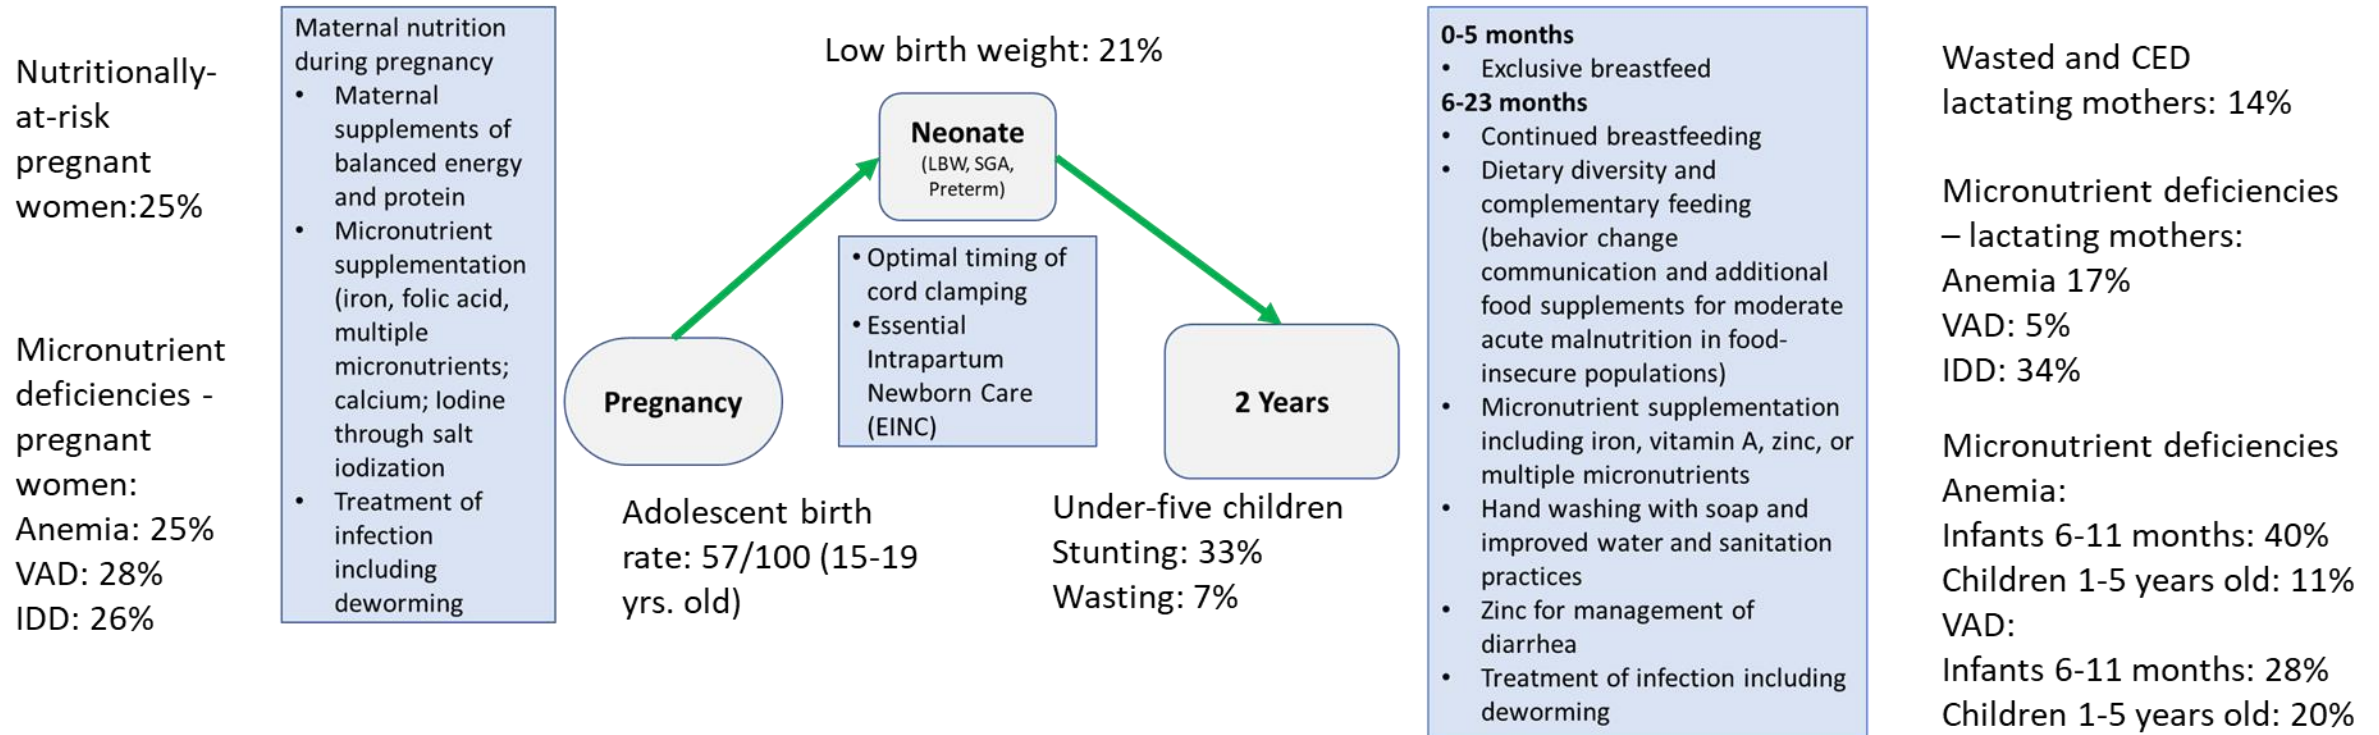 Nutritionally-
at-risk
pregnant
women:25%
Micronutrient
deficiencies -
pregnant
women:
Anemia: 25%
VAD: 28%
IDD: 26%
Maternal nutrition
during pregnancy
• Maternal
supplements of
balanced energy
and protein
• Micronutrient
supplementation
(iron, folic acid,
multiple
micronutrients;
calcium; Iodine
through salt
iodization
• Treatment of
infection
including
deworming
Pregnancy
Adolescent birth
rate: 57/100 (15-19
yrs. old)
Low birth weight: 21%
Neonate
(LBW, SGA,
Preterm)
• Optimal timing of
cord clamping
• Essential
Intrapartum
Newborn Care
(EINC)
2 Years
Under-five children
Stunting: 33%
Wasting: 7%
0-5 months
• Exclusive breastfeed
6-23 months
• Continued breastfeeding
• Dietary diversity and
complementary feeding
(behavior change
communication and additional
food supplements for moderate
acute malnutrition in food-
insecure populations)
• Micronutrient supplementation
including iron, vitamin A, zinc, or
multiple micronutrients
• Hand washing with soap and
improved water and sanitation
practices
• Zinc for management of
diarrhea
• Treatment of infection including
deworming
Wasted and CED
lactating mothers: 14%
Micronutrient deficiencies
– lactating mothers:
Anemia 17%
VAD: 5%
IDD: 34%
Micronutrient deficiencies
Anemia:
Infants 6-11 months: 40%
Children 1-5 years old: 11%
VAD:
Infants 6-11 months: 28%
Children 1-5 years old: 20%